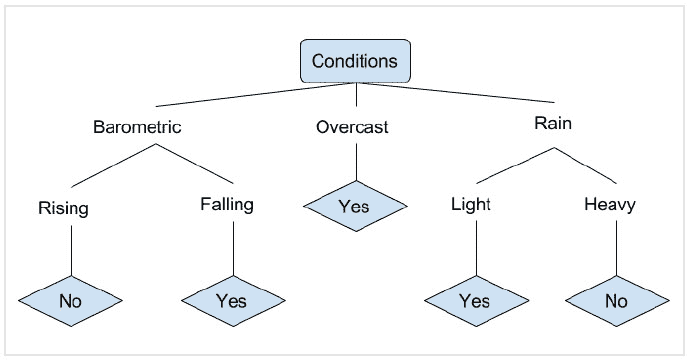 Conditions
Barometric
Overcast
Rain
Rising
Falling
Yes
Light
Heavy
No
Yes
Yes
No